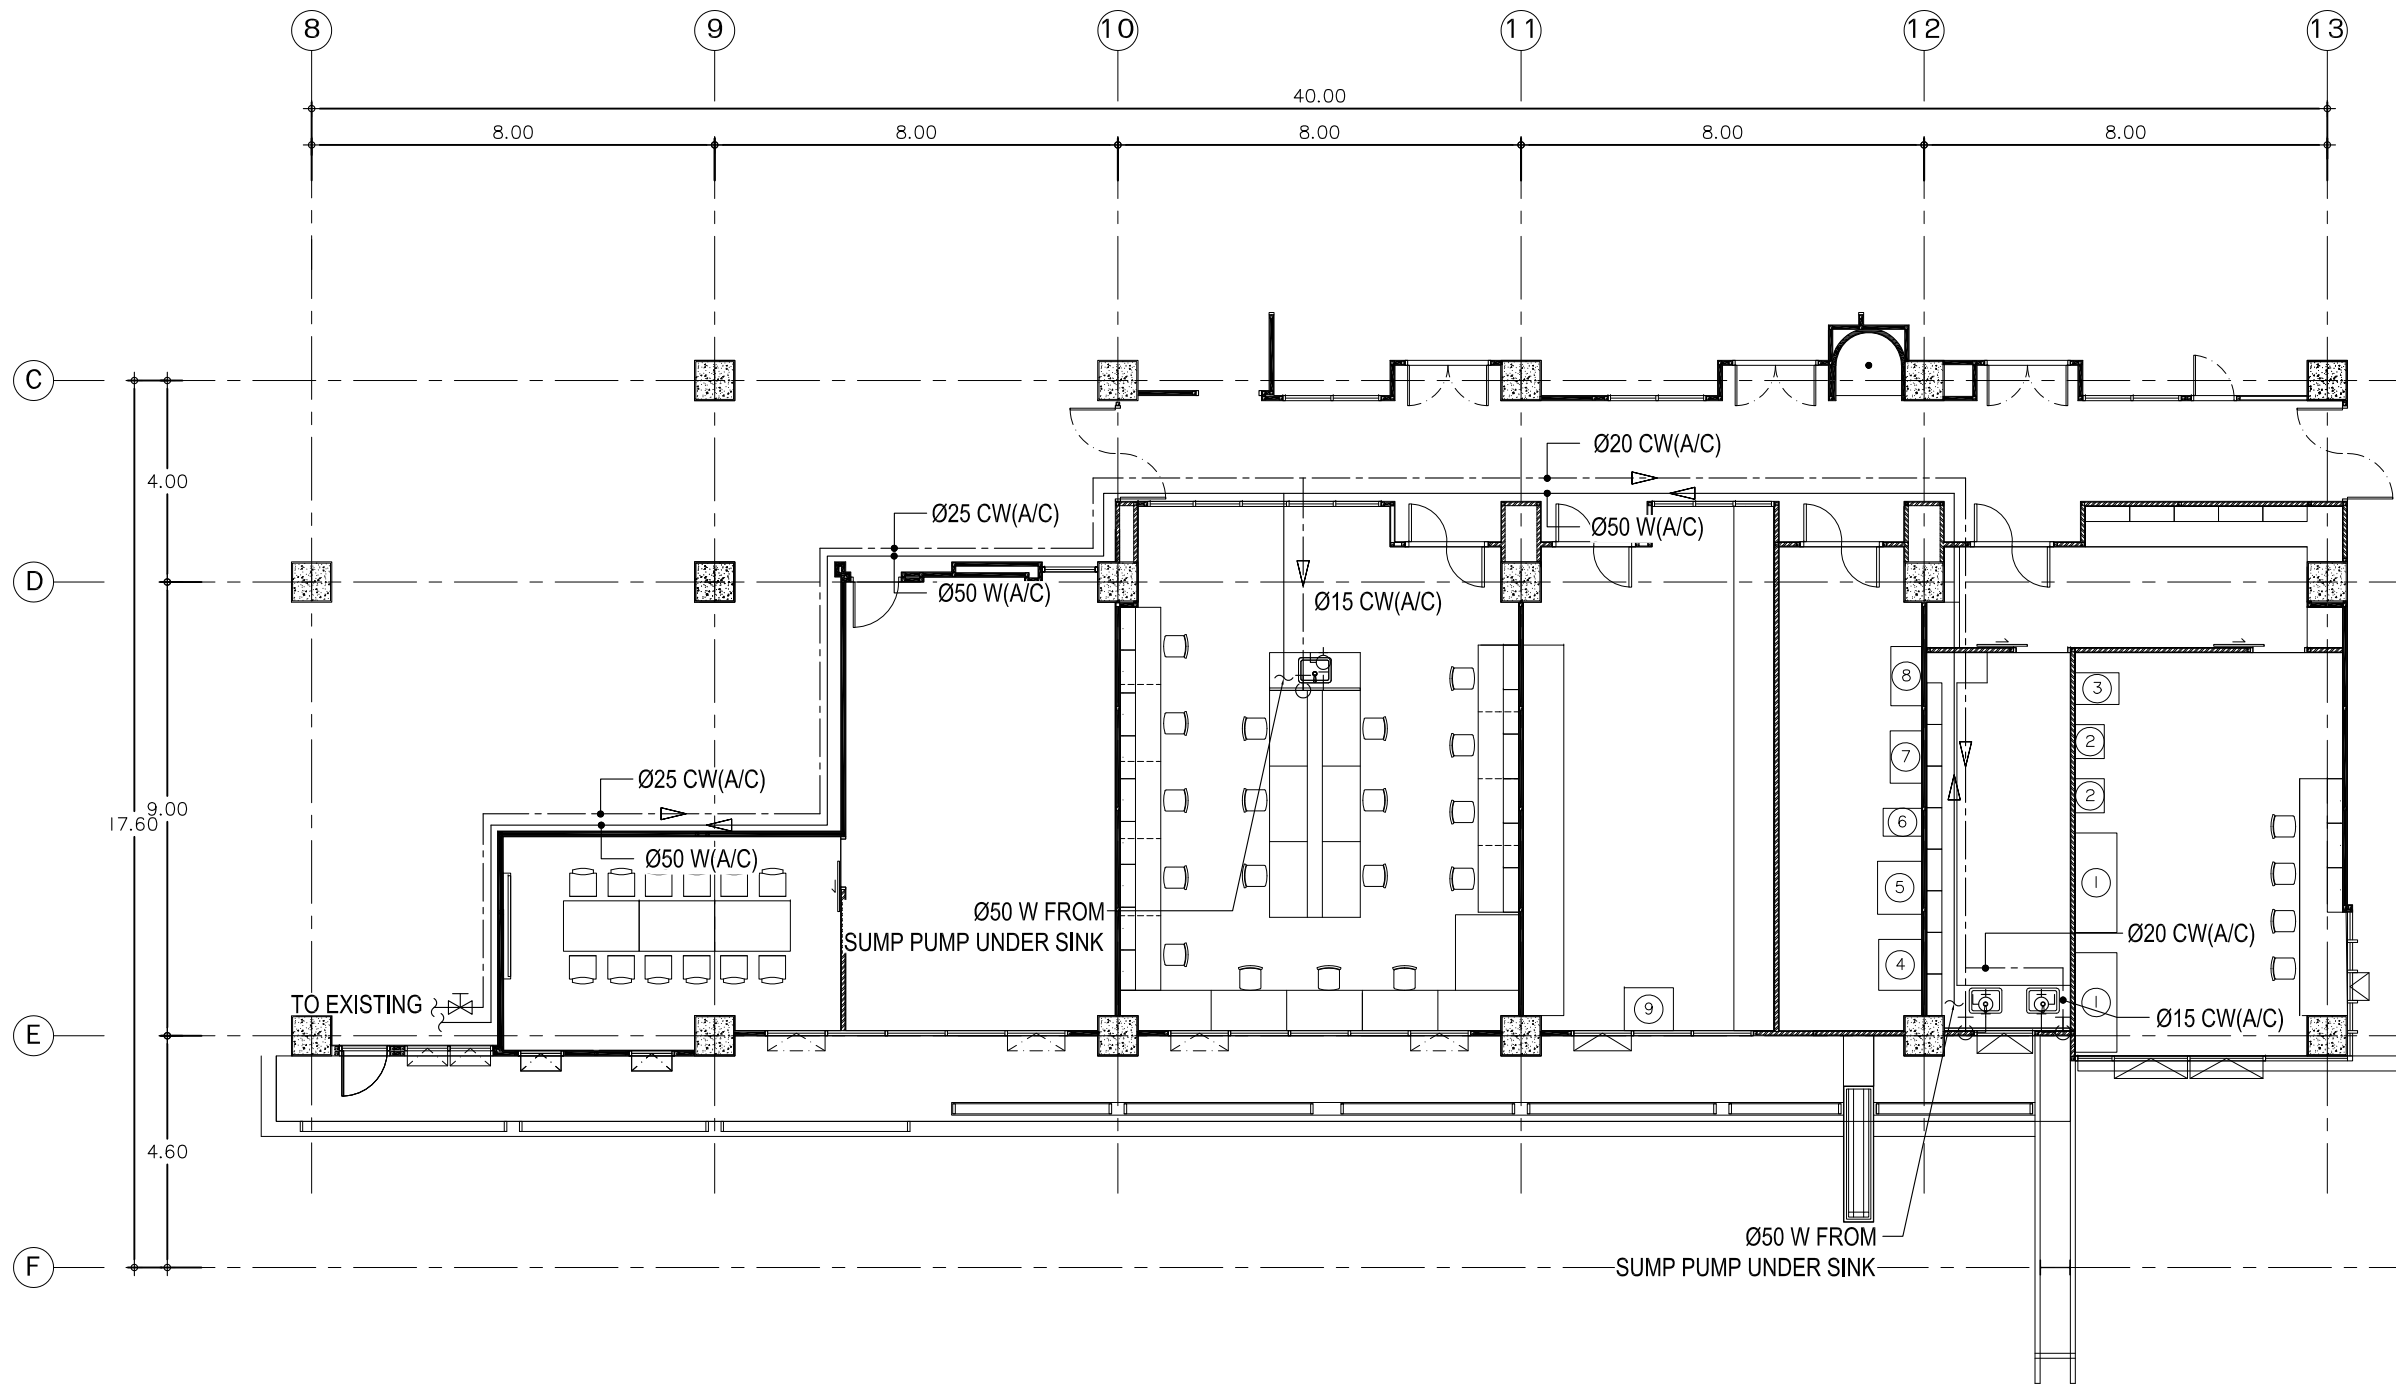 8 9 10 11 12 13
40.00
8.00 8.00 8.00 8.00 8.00
C
Ø20 CW(A/C)
4.00
Ø25 CW(A/C)
Ø50 W(A/C)
D
Ø50 W(A/C)
Ø15 CW(A/C)
8
3
2
7
Ø25 CW(A/C)
2
9.00
17.60
6
Ø50 W(A/C)
1
5
Ø50 W FROM
SUMP PUMP UNDER SINK
Ø20 CW(A/C)
4
TO EXISTING
1
9
Ø15 CW(A/C)
E
4.60
Ø50 W FROM
SUMP PUMP UNDER SINK
F